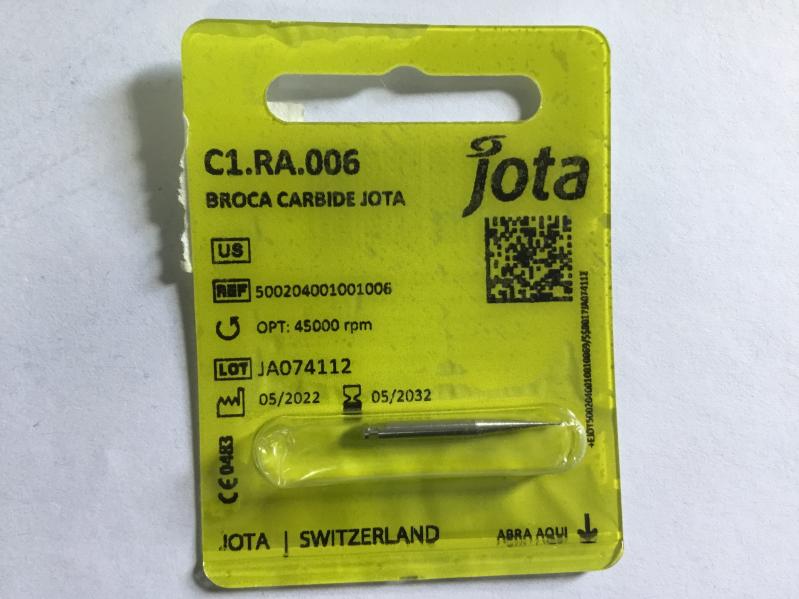 C1.RA.006
jota
BROCA CARBIDE JOTA
US
REF 500204001001006
OPT: 45000 rpm
LOT JA074112
05/2022 05/2032
CE 0483
JOTA | SWITZERLAND
ABRA AQUI